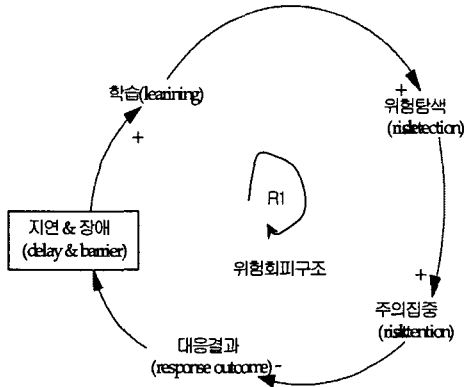 학습(learining)
+
+
위험탐색
(risdetection)
지연 & 장애
(delay & barrier)
R1
위험회피구조
+
주의집중
(riskttention)
대응결과
(response outcome) -